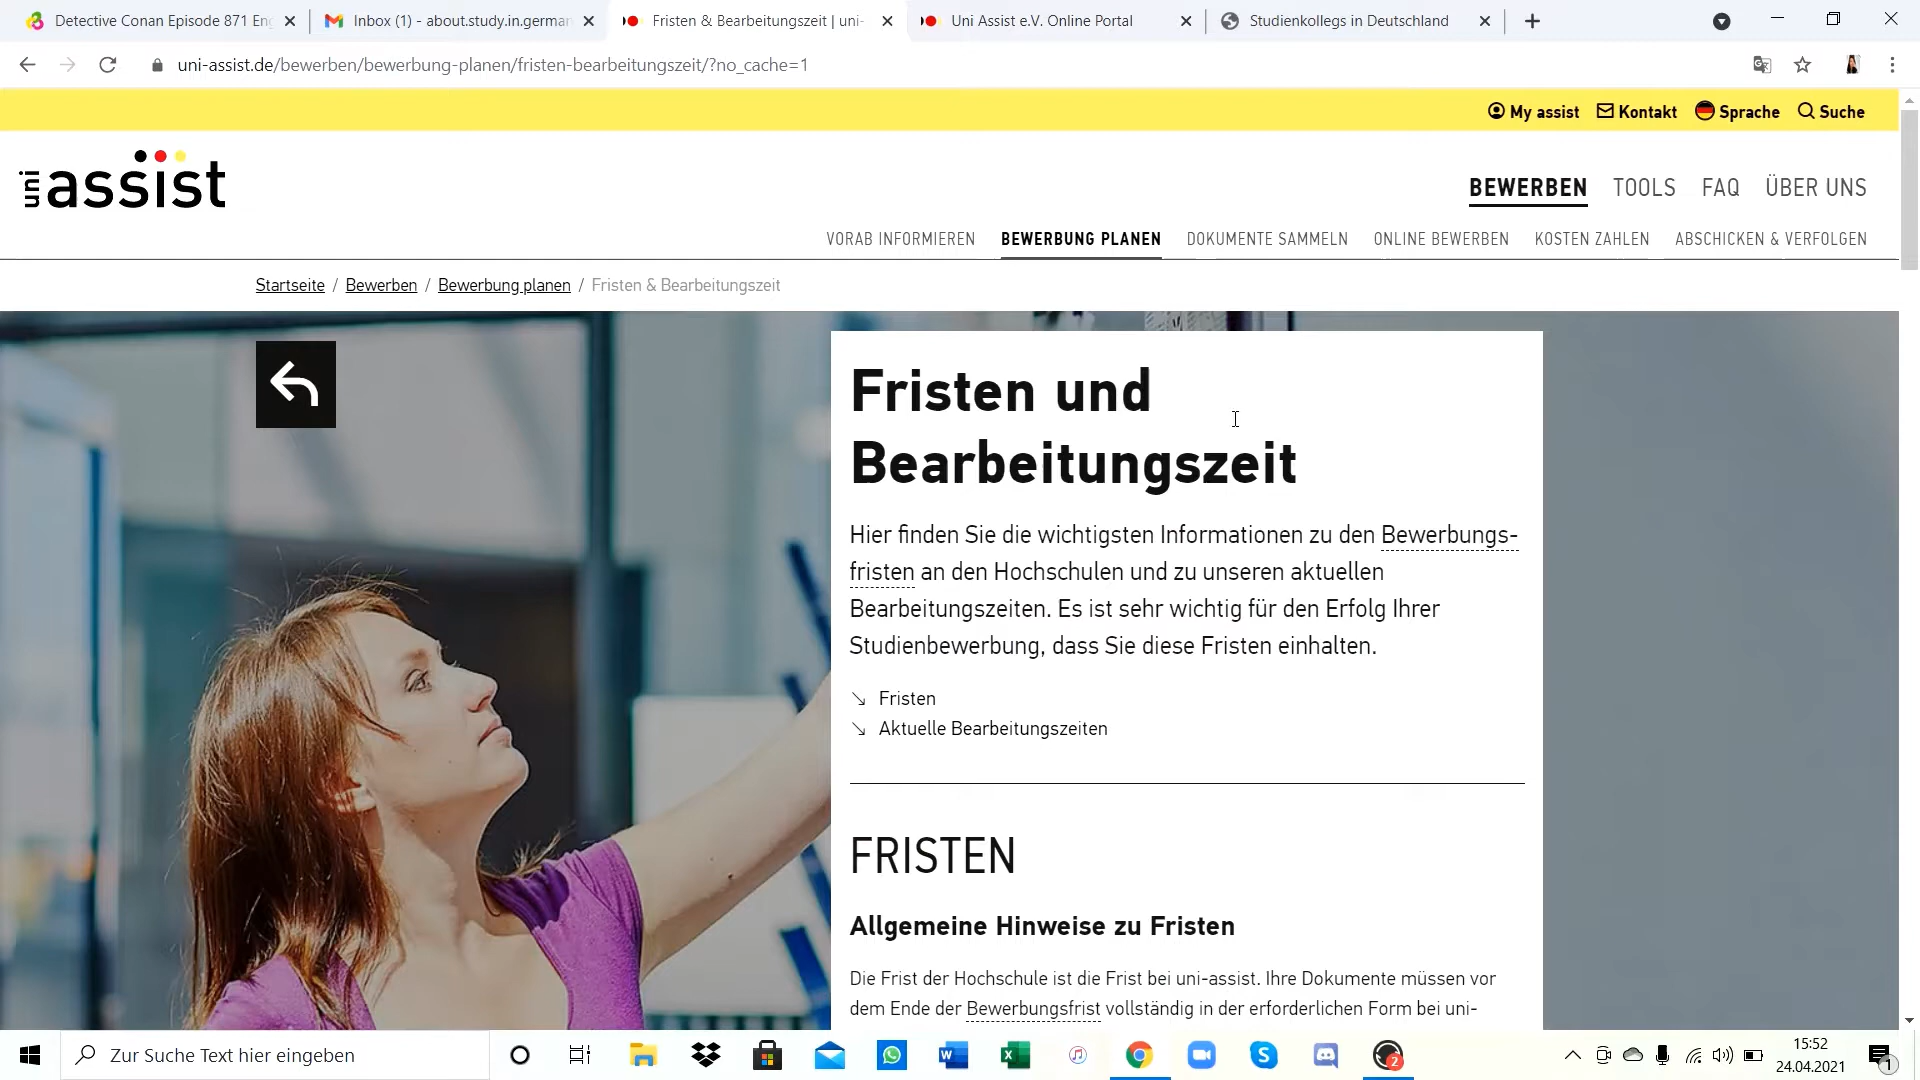 Detective Conan Episode 871 Eng
Inbox (1) - about.study.in.german
Fristen & Bearbeitungszeit | uni-
Uni Assist e.V. Online Portal
Studienkollegs in Deutschland
uni-assist.de/bewerben/bewerbung-planen/fristen-bearbeitungszeit/?no_cache=1
My assist
Kontakt
Sprache
Suche
uni assist
BEWERBEN
TOOLS
FAQ
ÜBER UNS
VORAB INFORMIEREN
BEWERBUNG PLANEN
DOKUMENTE SAMMELN
ONLINE BEWERBEN
KOSTEN ZAHLEN
ABSCHICKEN & VERFOLGEN
Startseite / Bewerben / Bewerbung planen / Fristen & Bearbeitungszeit
Fristen und
Bearbeitungszeit
Hier finden Sie die wichtigsten Informationen zu den Bewerbungs-
fristen an den Hochschulen und zu unseren aktuellen
Bearbeitungszeiten. Es ist sehr wichtig für den Erfolg Ihrer
Studienbewerbung, dass Sie diese Fristen einhalten.
Fristen
Aktuelle Bearbeitungszeiten
FRISTEN
Allgemeine Hinweise zu Fristen
Die Frist der Hochschule ist die Frist bei uni-assist. Ihre Dokumente müssen vor
dem Ende der Bewerbungsfrist vollständig in der erforderlichen Form bei uni-
Zur Suche Text hier eingeben
2
15:52
24.04.2021
1